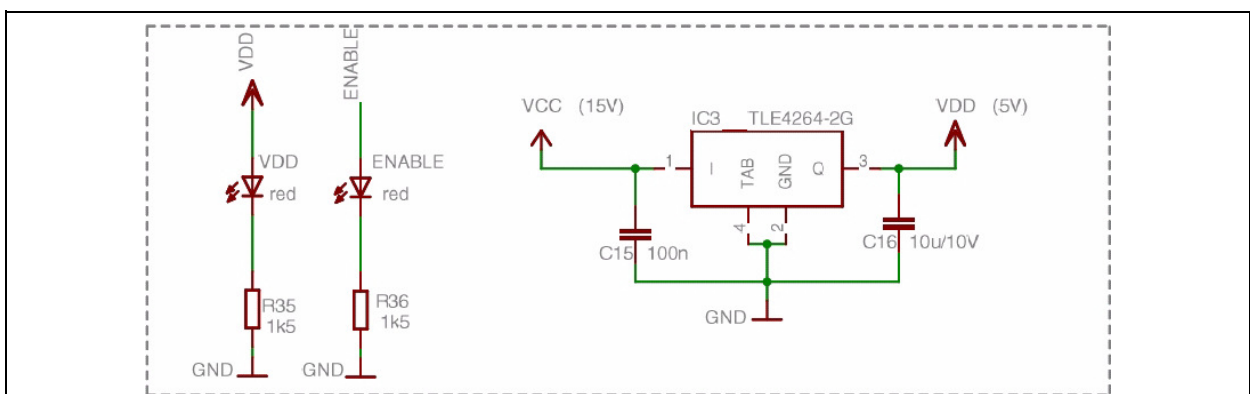 VDD
ENABLE
VCC (15V)
IC3 TLE4264-2G
VDD (5V)
VDD
red
ENABLE
red
1
I
TAB
GND
Q
3
4
2
C15 100n
C16 10u/10V
R35
1k5
R36
1k5
GND
GND
GND